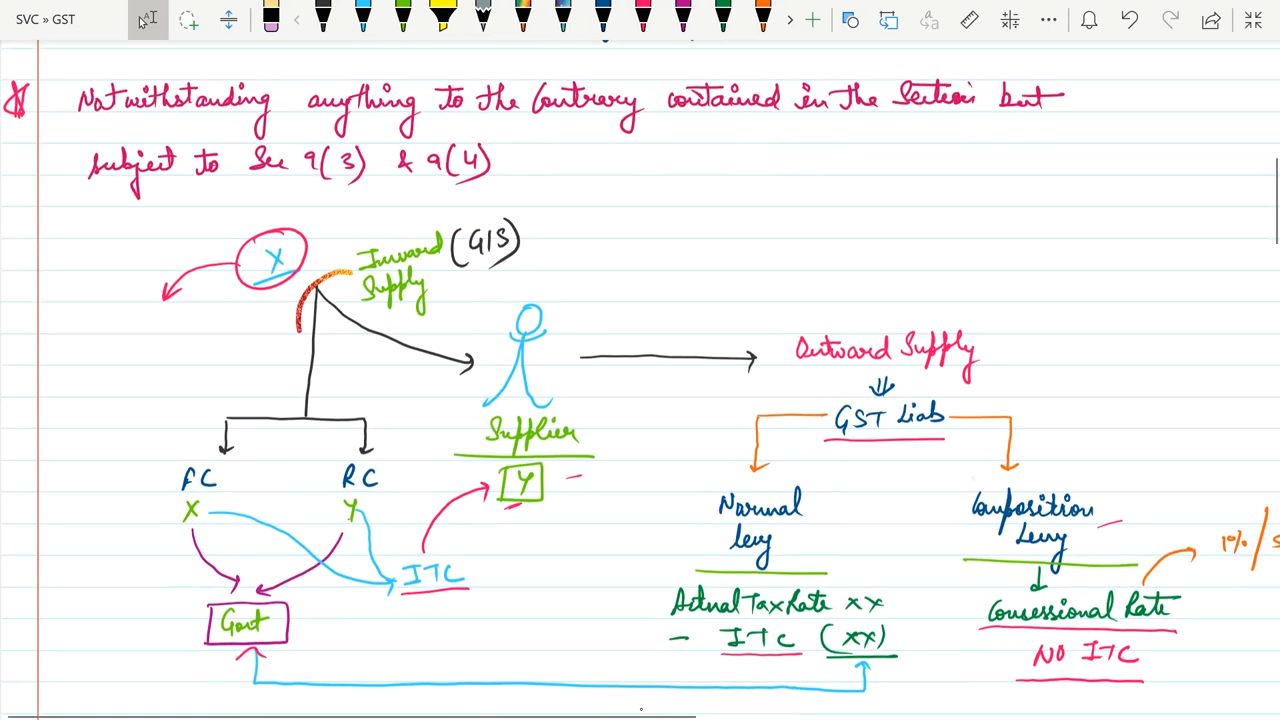 SVC » GST
Notwithstanding anything to the Contrary contained in the Section but
subject to Sec 9(3) & 9(4)
X
Inward (G/S)
Supply
Outward Supply
GST Liab
Supplier
FC RC
X Y
Y
ITC
Govt
Normal
levy
Composition
Levy
1% / 5
Actual Tax Rate xx
- ITC (xx)
Consessional Rate
NO ITC